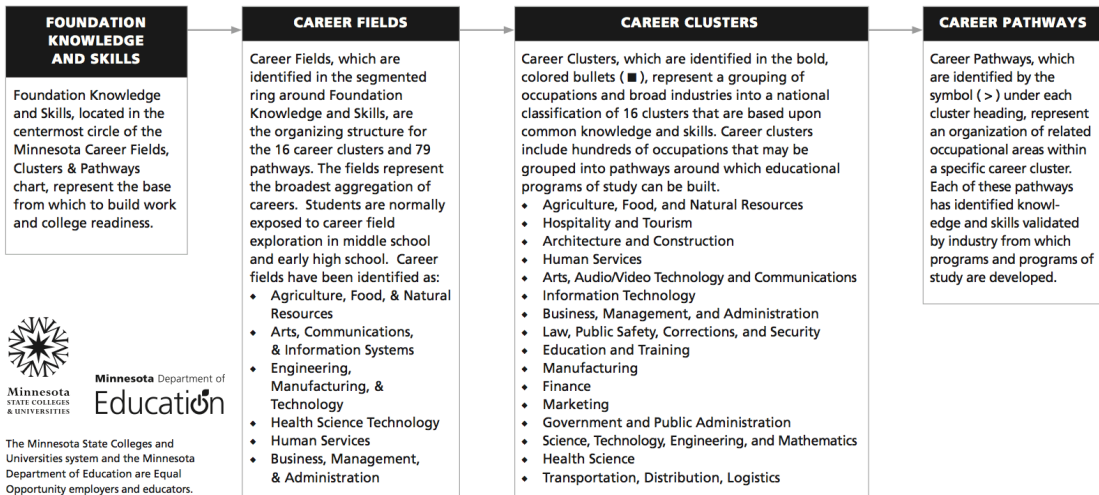 FOUNDATION
KNOWLEDGE
AND SKILLS
Foundation Knowledge
and Skills, located in the
centermost circle of the
Minnesota Career Fields,
Clusters & Pathways
chart, represent the base
from which to build work
and college readiness.
Minnesota
STATE COLLEGES
& UNIVERSITIES
Minnesota Department of
Education
The Minnesota State Colleges and
Universities system and the Minnesota
Department of Education are Equal
Opportunity employers and educators.
CAREER FIELDS
Career Fields, which are
identified in the segmented
ring around Foundation
Knowledge and Skills, are
the organizing structure for
the 16 career clusters and 79
pathways. The fields represent
the broadest aggregation of
careers. Students are normally
exposed to career field
exploration in middle school
and early high school. Career
fields have been identified as:
◆ Agriculture, Food, & Natural
Resources
◆ Arts, Communications,
& Information Systems
◆ Engineering,
Manufacturing, &
Technology
◆ Health Science Technology
◆ Human Services
◆ Business, Management,
& Administration
CAREER CLUSTERS
Career Clusters, which are identified in the bold,
colored bullets ( ■ ), represent a grouping of
occupations and broad industries into a national
classification of 16 clusters that are based upon
common knowledge and skills. Career clusters
include hundreds of occupations that may be
grouped into pathways around which educational
programs of study can be built.
◆ Agriculture, Food, and Natural Resources
◆ Hospitality and Tourism
◆ Architecture and Construction
◆ Human Services
◆ Arts, Audio/Video Technology and Communications
◆ Information Technology
◆ Business, Management, and Administration
◆ Law, Public Safety, Corrections, and Security
◆ Education and Training
◆ Manufacturing
◆ Finance
◆ Marketing
◆ Government and Public Administration
◆ Science, Technology, Engineering, and Mathematics
◆ Health Science
◆ Transportation, Distribution, Logistics
CAREER PATHWAYS
Career Pathways, which
are identified by the
symbol ( > ) under each
cluster heading, represent
an organization of related
occupational areas within
a specific career cluster.
Each of these pathways
has identified knowl-
edge and skills validated
by industry from which
programs and programs of
study are developed.